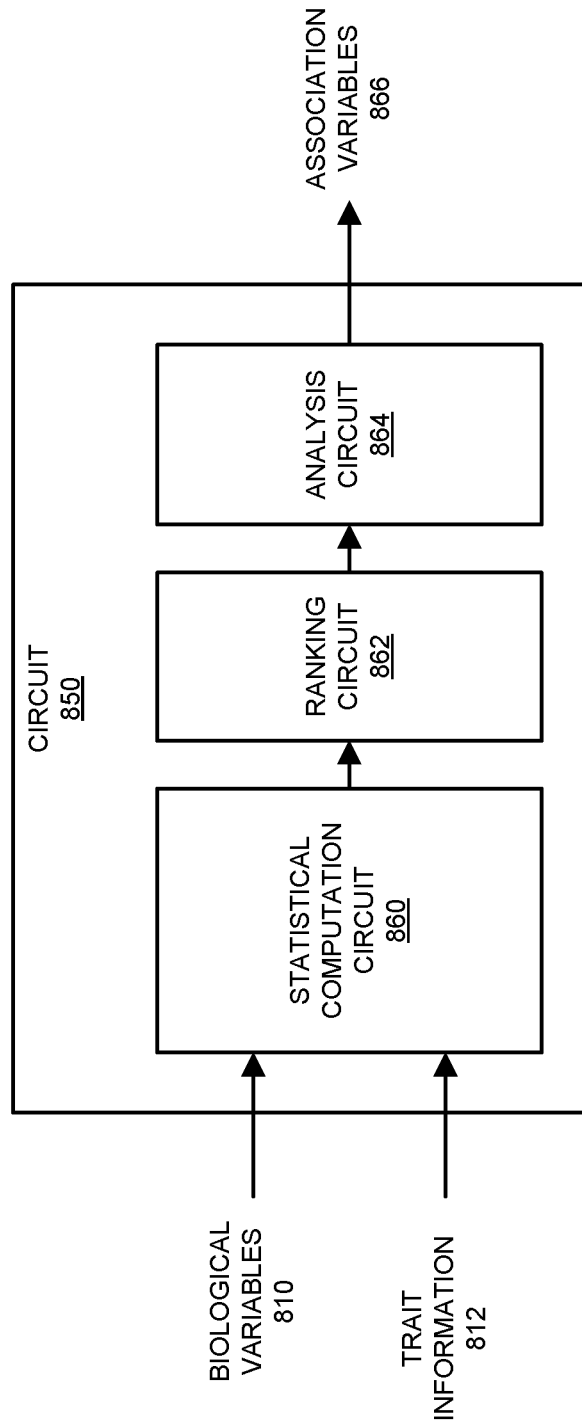 BIOLOGICAL
VARIABLES
810
TRAIT
INFORMATION
812
CIRCUIT
850
STATISTICAL
COMPUTATION
CIRCUIT
860
RANKING
CIRCUIT
862
ANALYSIS
CIRCUIT
864
ASSOCIATION
VARIABLES
866